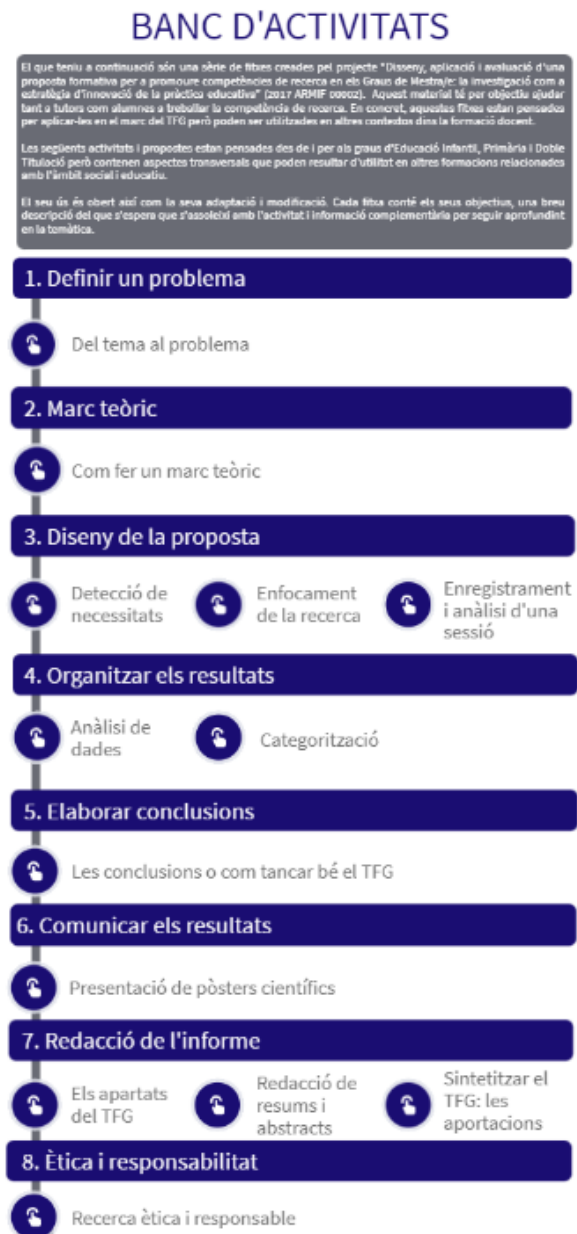 BANC D'ACTIVITATS
El que teniu a continuació són una sèrie de fitxes creades pel projecte "Disseny, aplicació i avaluació d'una
proposta formativa per a promoure competències de recerca en els Graus de Mestra/e: la investigació com a
estratègia d'innovació de la pràctica educativa" (2017 ARMIF 00002). Aquest material té per objectiu ajudar
tant a tutors com alumnes a treballar la competència de recerca. En concret, aquestes fitxes estan pensades
per aplicar-les en el marc del TFG però poden ser utilitzades en altres contextos dins la formació docent.
Les següents activitats i propostes estan pensades des de i per als graus d'Educació Infantil, Primària i Doble
Titulació però contenen aspectes transversals que poden resultar d'utilitat en altres formacions relacionades
amb l'àmbit social i educatiu.
El seu ús és obert així com la seva adaptació i modificació. Cada fitxa conté els seus objectius, una breu
descripció del que s'espera que s'assoleixi amb l'activitat i informació complementària per seguir aprofundint
en la temàtica.
1. Definir un problema
Del tema al problema
2. Marc teòric
Com fer un marc teòric
3. Diseny de la proposta
Detecció de
necessitats
Enfocament
de la recerca
Enregistrament
i anàlisi d'una
sessió
4. Organitzar els resultats
Anàlisi de
dades
Categorització
5. Elaborar conclusions
Les conclusions o com tancar bé el TFG
6. Comunicar els resultats
Presentació de pòsters científics
7. Redacció de l'informe
Els apartats
del TFG
Redacció de
resums i
abstracts
Sintetitzar el
TFG: les
aportacions
8. Ètica i responsabilitat
Recerca ètica i responsable